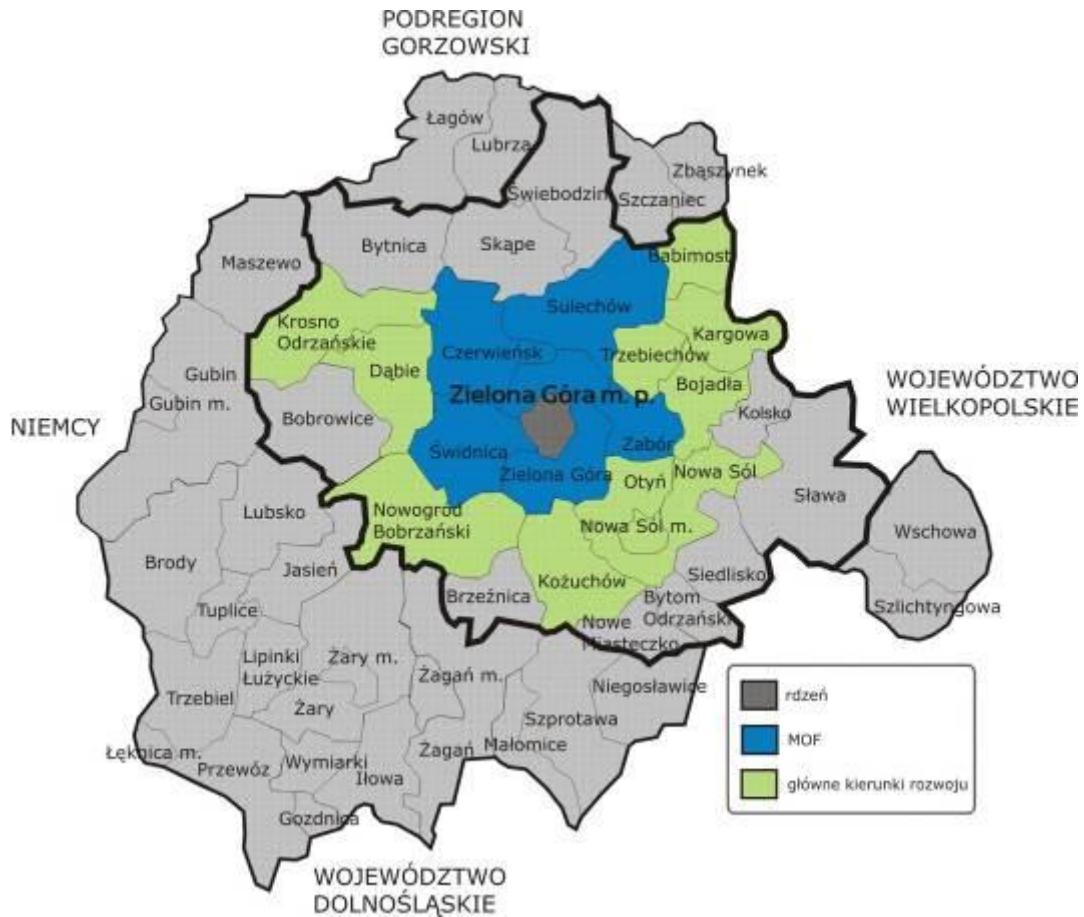 PODREGION
GORZOWSKI
Łagów
Lubrza
Zbąszynek
Świebodzin
Szczaniec
Bytnica
Skąpe
Babimost
Maszewo
Sulechów
Krosno
Odrzańskie
Kargowa
Czerwieńsk
Trzebiechów
Gubin
Dąbie
Bojadła
WOJEWÓDZTWO
WIELKOPOLSKIE
Gubin m.
Zielona Góra m. p.
Kolsko
NIEMCY
Bobrowice
Zabór
Świdnica
Zielona Góra
Nowa Sól
Otyń
Sława
Lubsko
Nowogród
Bobrzański
Nowa Sól m.
Wschowa
Brody
Jasień
Siedlisko
Kożuchów
Brzeźnica
Bytom
Odrzański
Tuplice
Szlichtyngowa
Nowe
Miasteczko
Lipinki
Łużyckie
Żary m.
Żagań m.
Niegosławice
Trzebiel
Żary
Szprotawa
rdzeń
Łęknica m.
Żagań
Małomice
MOF
Przewóz
Wymiarki
Iłowa
główne kierunki rozwoju
Gozdnica
WOJEWÓDZTWO
DOLNOŚLĄSKIE